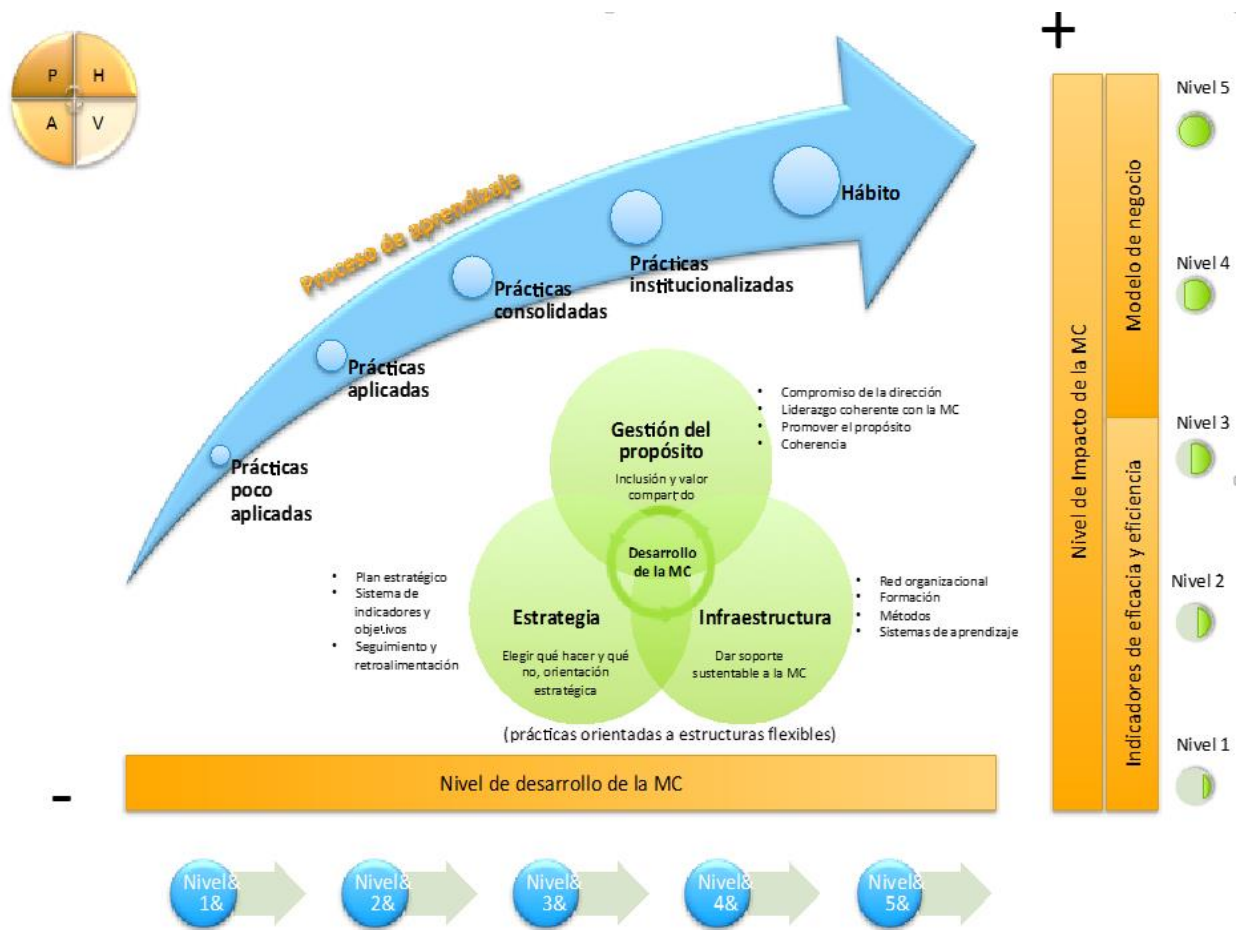 P H
A V
+
-
Proceso de aprendizaje
Prácticas
poco
aplicadas
Prácticas
aplicadas
Prácticas
consolidadas
Prácticas
institucionalizadas
Hábito
Gestión del
propósito
Inclusión y valor
compartdo
• Compromiso de la dirección
• Liderazgo coherente con la MC
• Promover el propósito
• Coherencia
Desarrollo
de la MC
• Plan estratégico
• Sistema de
indicadores y
objetivos
• Seguimiento y
retroalimentación
Estrategia
Elegir qué hacer y qué
no, orientación
estratégica
Infraestructura
Dar soporte
sustentable a la MC
• Red organizacional
• Formación
• Métodos
• Sistemas de aprendizaje
(prácticas orientadas a estructuras flexibles)
Nivel de desarrollo de la MC
Nivel&
1&
Nivel&
2&
Nivel&
3&
Nivel&
4&
Nivel&
5&
Nivel de Impacto de la MC
Modelo de negocio
Indicadores de eficacia y eficiencia
Nivel 5
Nivel 4
Nivel 3
Nivel 2
Nivel 1